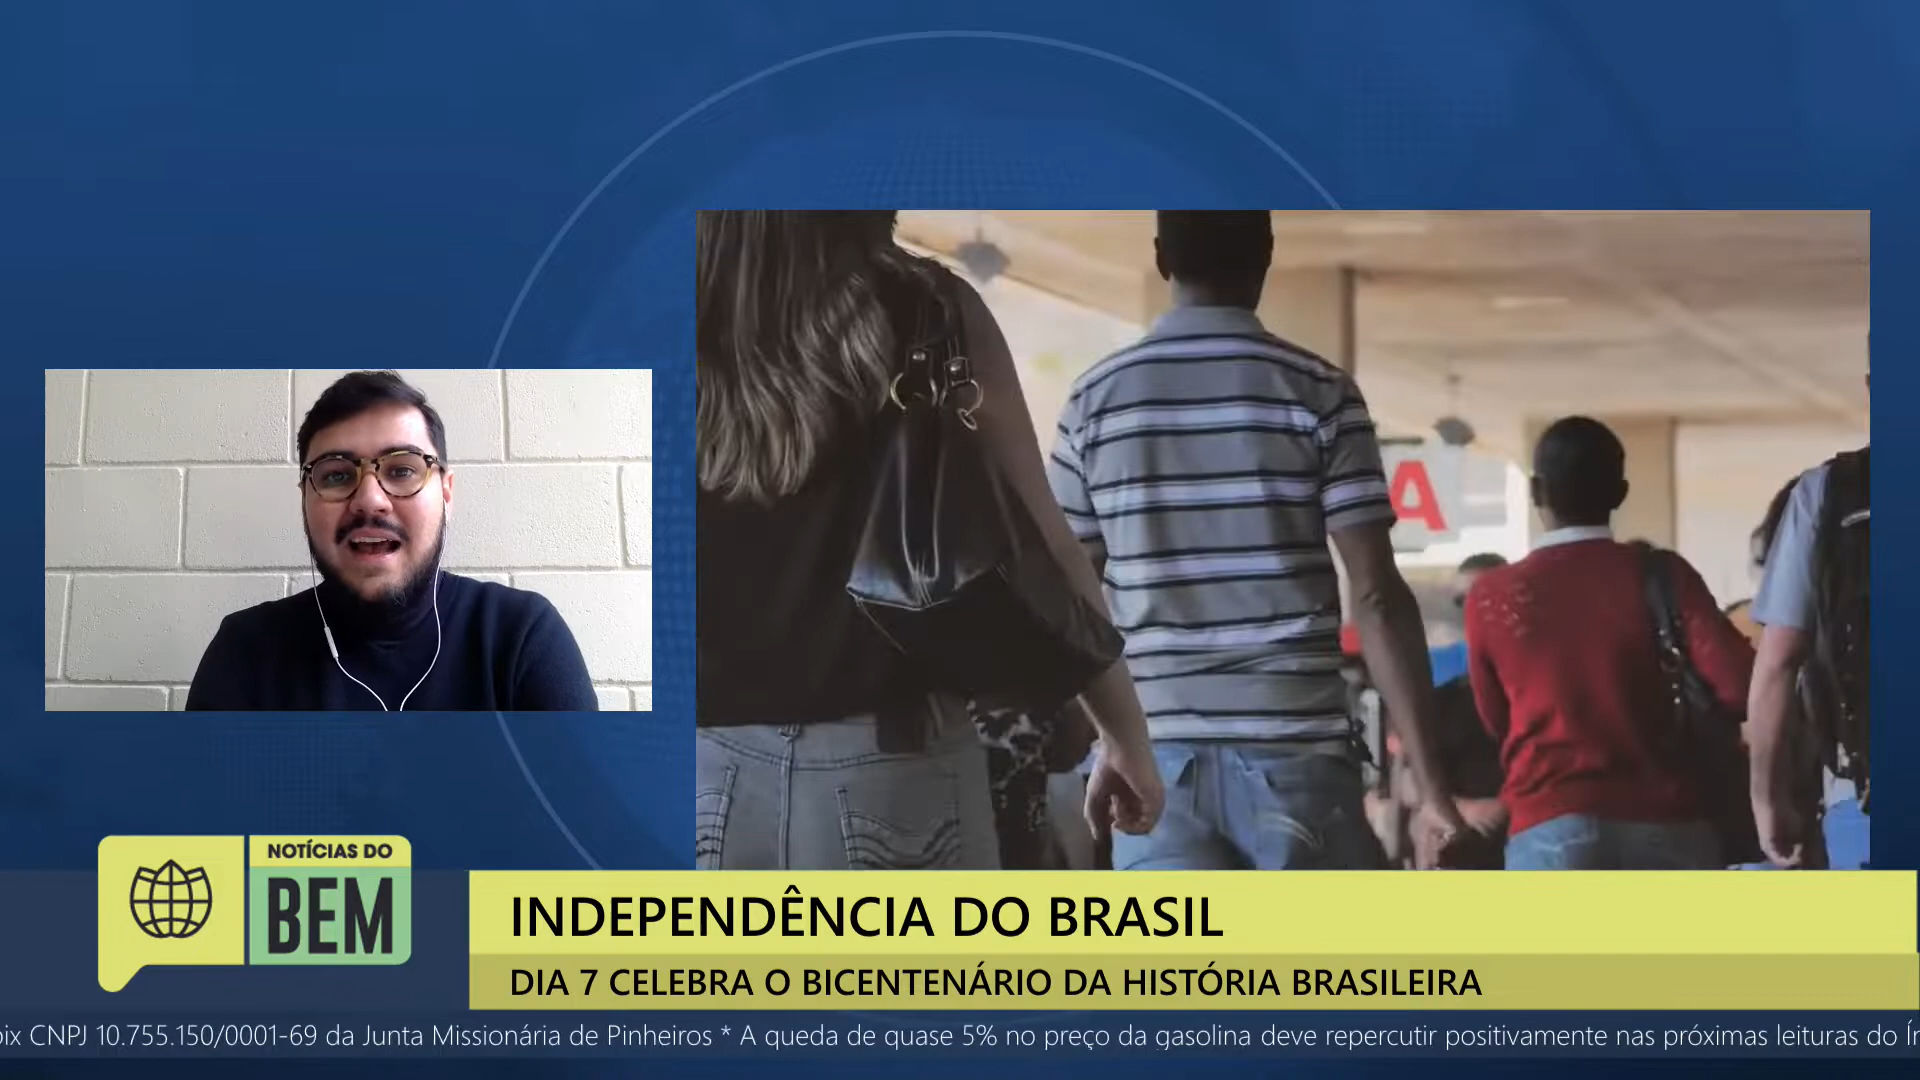 A
NOTÍCIAS DO
BEM
INDEPENDÊNCIA DO BRASIL
DIA 7 CELEBRA O BICENTENÁRIO DA HISTÓRIA BRASILEIRA
CNPJ 10.755.150/0001-69 da Junta Missionária de Pinheiros * A queda de quase 5% no preço da gasolina deve repercutir positivamente nas próximas leituras do